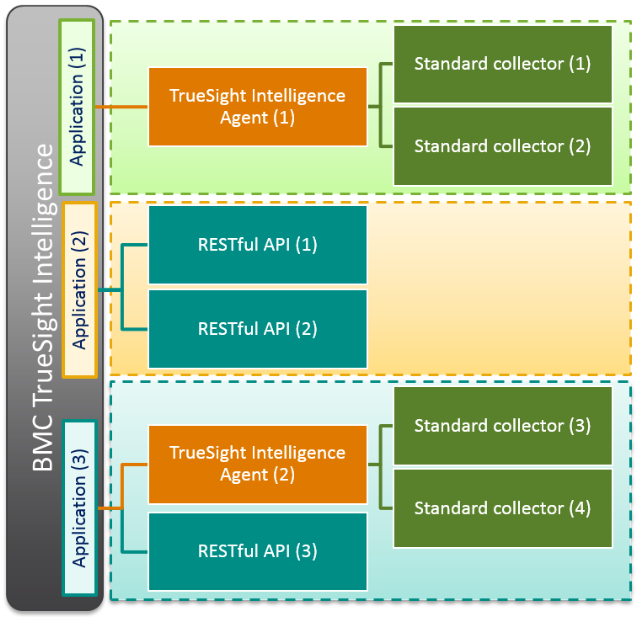 BMC TrueSight Intelligence
Application (1)
TrueSight Intelligence
Agent (1)
Standard collector (1)
Standard collector (2)
Application (2)
RESTful API (1)
RESTful API (2)
Application (3)
TrueSight Intelligence
Agent (2)
Standard collector (3)
Standard collector (4)
RESTful API (3)